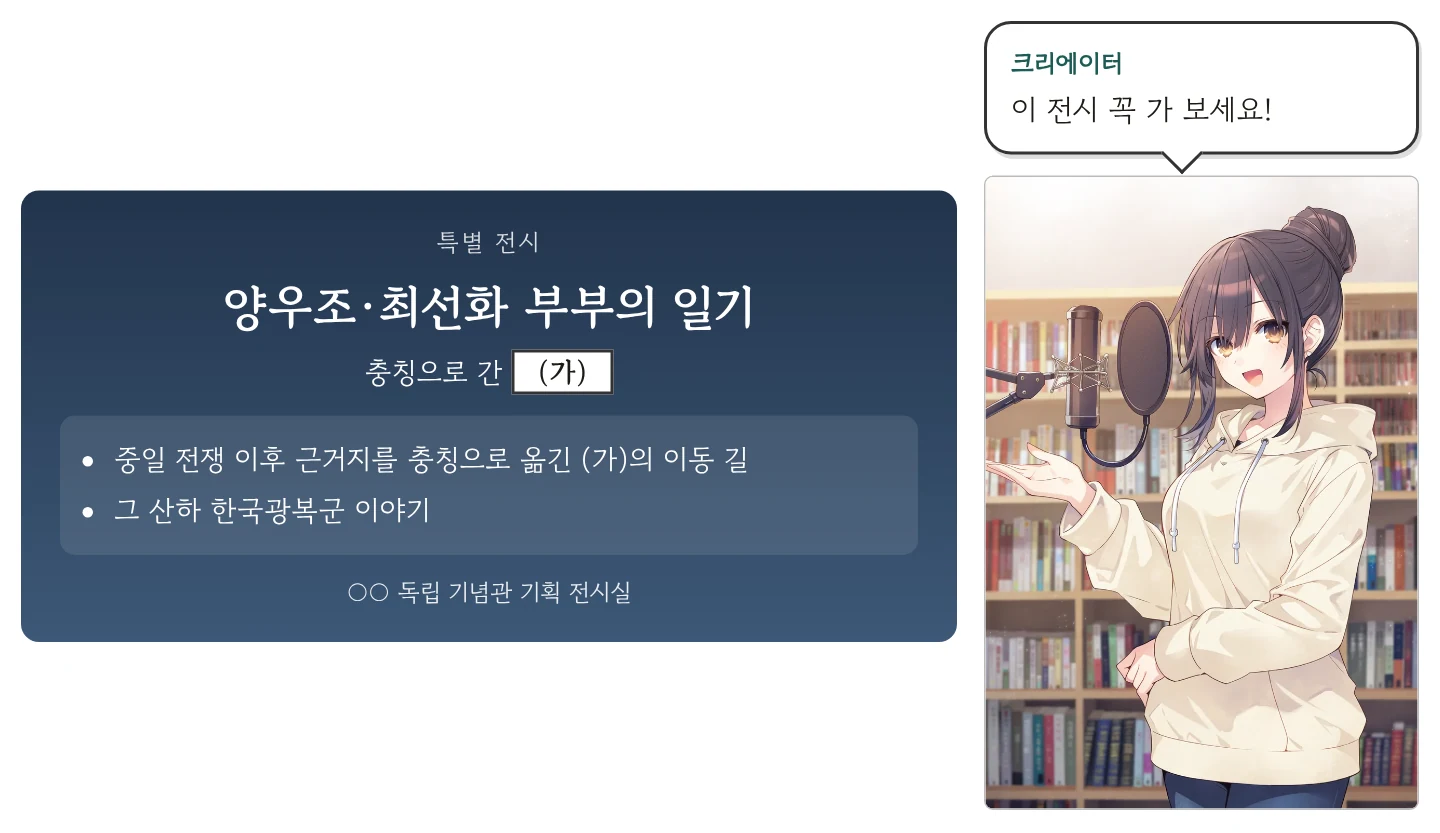 특별 전시
양우조·최선화 부부의 일기
충칭으로 간 (가)
• 중일 전쟁 이후 근거지를 충칭으로 옮긴 (가)의 이동 길
• 그 산하 한국광복군 이야기
○○ 독립 기념관 기획 전시실
크리에이터
이 전시 꼭 가 보세요!